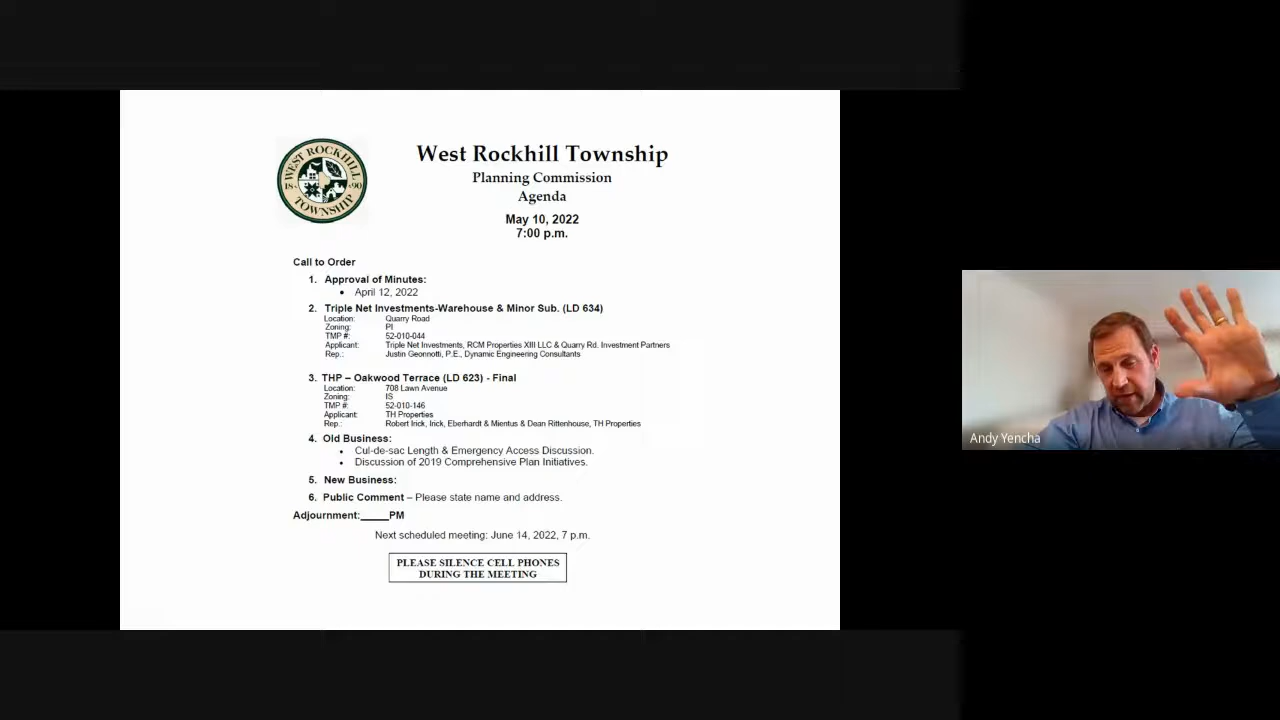 WEST ROCKHILL
18 90
TOWNSHIP
West Rockhill Township
Planning Commission
Agenda
May 10, 2022
7:00 p.m.
Call to Order
1. Approval of Minutes:
• April 12, 2022
2. Triple Net Investments-Warehouse & Minor Sub. (LD 634)
Location: Quarry Road
Zoning: PI
TMP #: 52-010-044
Applicant: Triple Net Investments, RCM Properties XIII LLC & Quarry Rd. Investment Partners
Rep.: Justin Geonnotti, P.E., Dynamic Engineering Consultants
3. THP – Oakwood Terrace (LD 623) - Final
Location: 708 Lawn Avenue
Zoning: IS
TMP #: 52-010-146
Applicant: TH Properties
Rep.: Robert Irick, Irick, Eberhardt & Mientus & Dean Rittenhouse, TH Properties
4. Old Business:
• Cul-de-sac Length & Emergency Access Discussion.
• Discussion of 2019 Comprehensive Plan Initiatives.
5. New Business:
6. Public Comment – Please state name and address.
Adjournment:_____PM
Next scheduled meeting: June 14, 2022, 7 p.m.
PLEASE SILENCE CELL PHONES
DURING THE MEETING
Andy Yencha